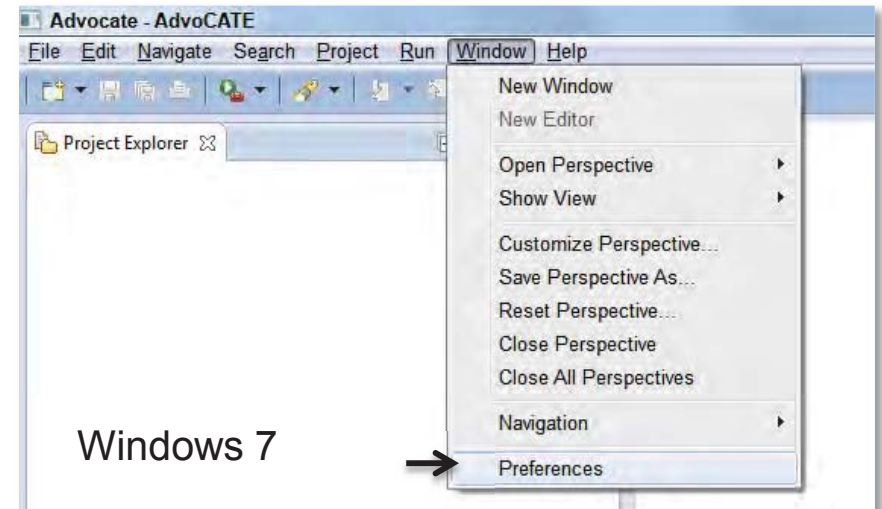 Advocate - AdvoCATE
File Edit Navigate Search Project Run Window Help
Project Explorer
New Window
New Editor
Open Perspective
Show View
Customize Perspective...
Save Perspective As...
Reset Perspective...
Close Perspective
Close All Perspectives
Navigation
Preferences
Windows 7